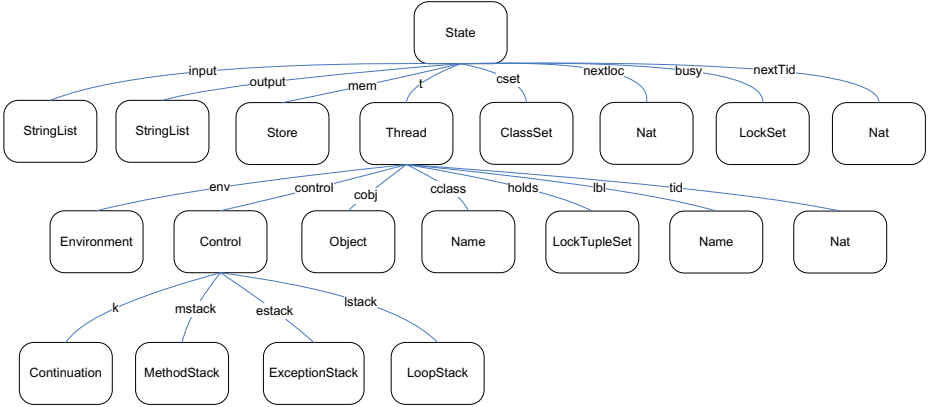 State
input
output
mem
t
cset
nextloc
busy
nextTid
StringList
StringList
Store
Thread
ClassSet
Nat
LockSet
Nat
env
control
cobj
cclass
holds
lbl
tid
Environment
Control
Object
Name
LockTupleSet
Name
Nat
k
mstack
estack
lstack
Continuation
MethodStack
ExceptionStack
LoopStack